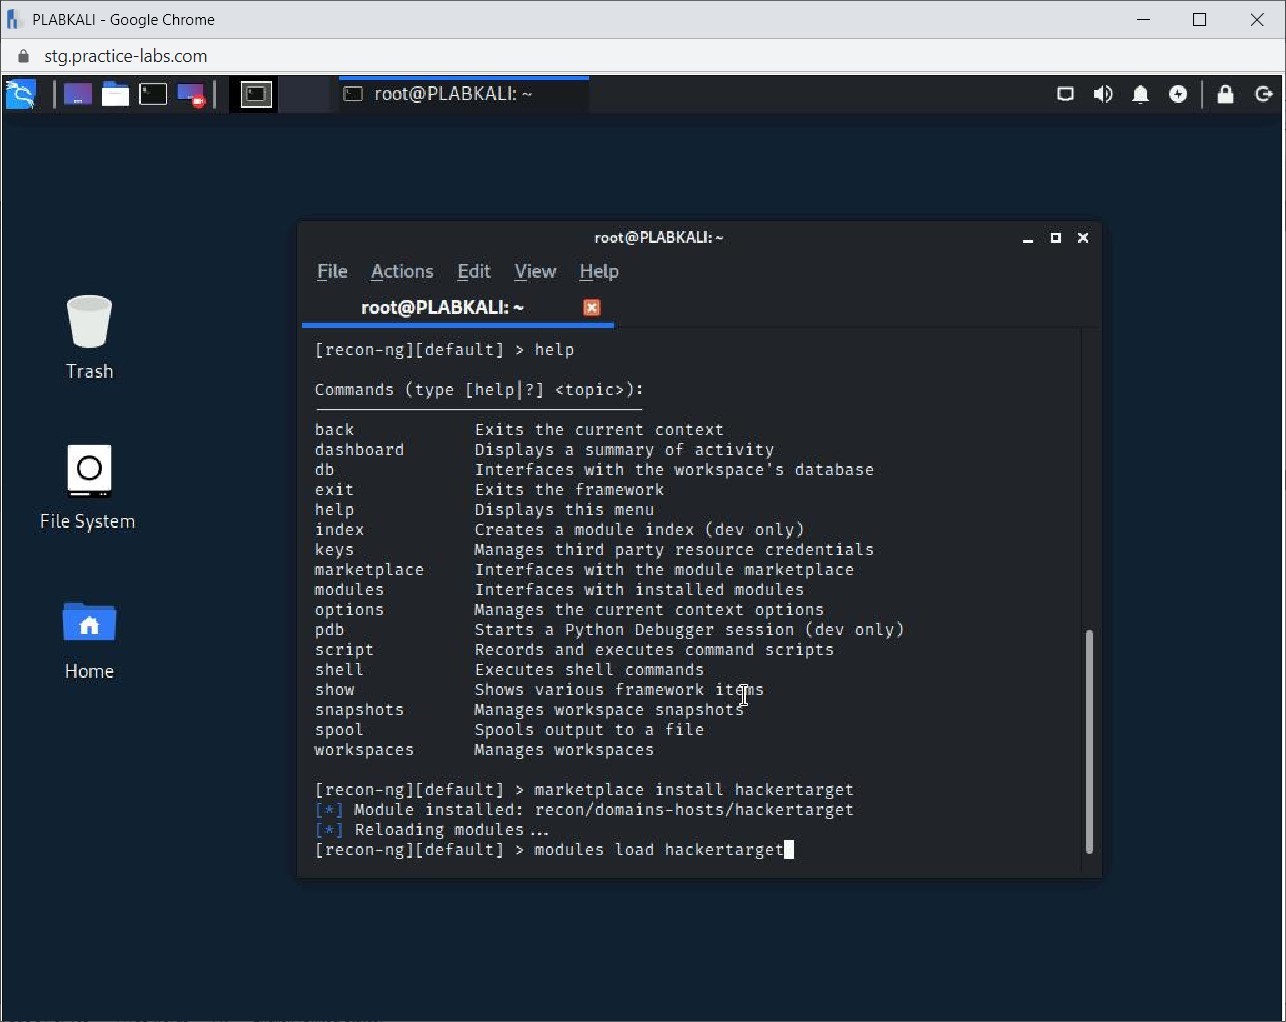 PLABKALI - Google Chrome
stg.practice-labs.com
root@PLABKALI: ~
root@PLABKALI: ~
File Actions Edit View Help
root@PLABKALI: ~
[recon-ng][default] > help
Commands (type [help|?] <topic>):
back Exits the current context
dashboard Displays a summary of activity
db Interfaces with the workspace's database
exit Exits the framework
help Displays this menu
index Creates a module index (dev only)
keys Manages third party resource credentials
marketplace Interfaces with the module marketplace
modules Interfaces with installed modules
options Manages the current context options
pdb Starts a Python Debugger session (dev only)
script Records and executes command scripts
shell Executes shell commands
show Shows various framework items
snapshots Manages workspace snapshots
spool Spools output to a file
workspaces Manages workspaces
[recon-ng][default] > marketplace install hackertarget
[*] Module installed: recon/domains-hosts/hackertarget
[*] Reloading modules...
[recon-ng][default] > modules load hackertarget
Trash
File System
Home